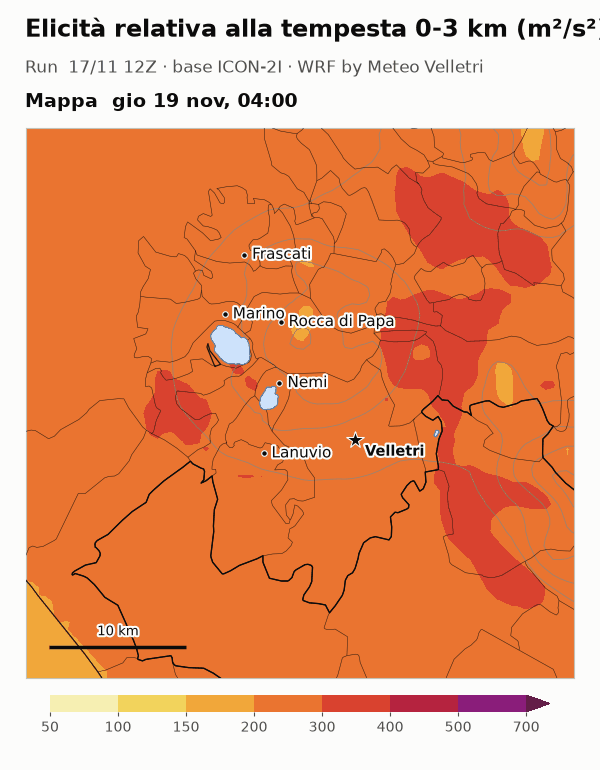 Elicità relativa alla tempesta 0-3 km (m²/s²)
Run 17/11 12Z · base ICON-2I · WRF by Meteo Velletri
Mappa gio 19 nov, 04:00
Frascati
Marino
Rocca di Papa
Nemi
Velletri
Lanuvio
10 km
50 100 150 200 300 400 500 700